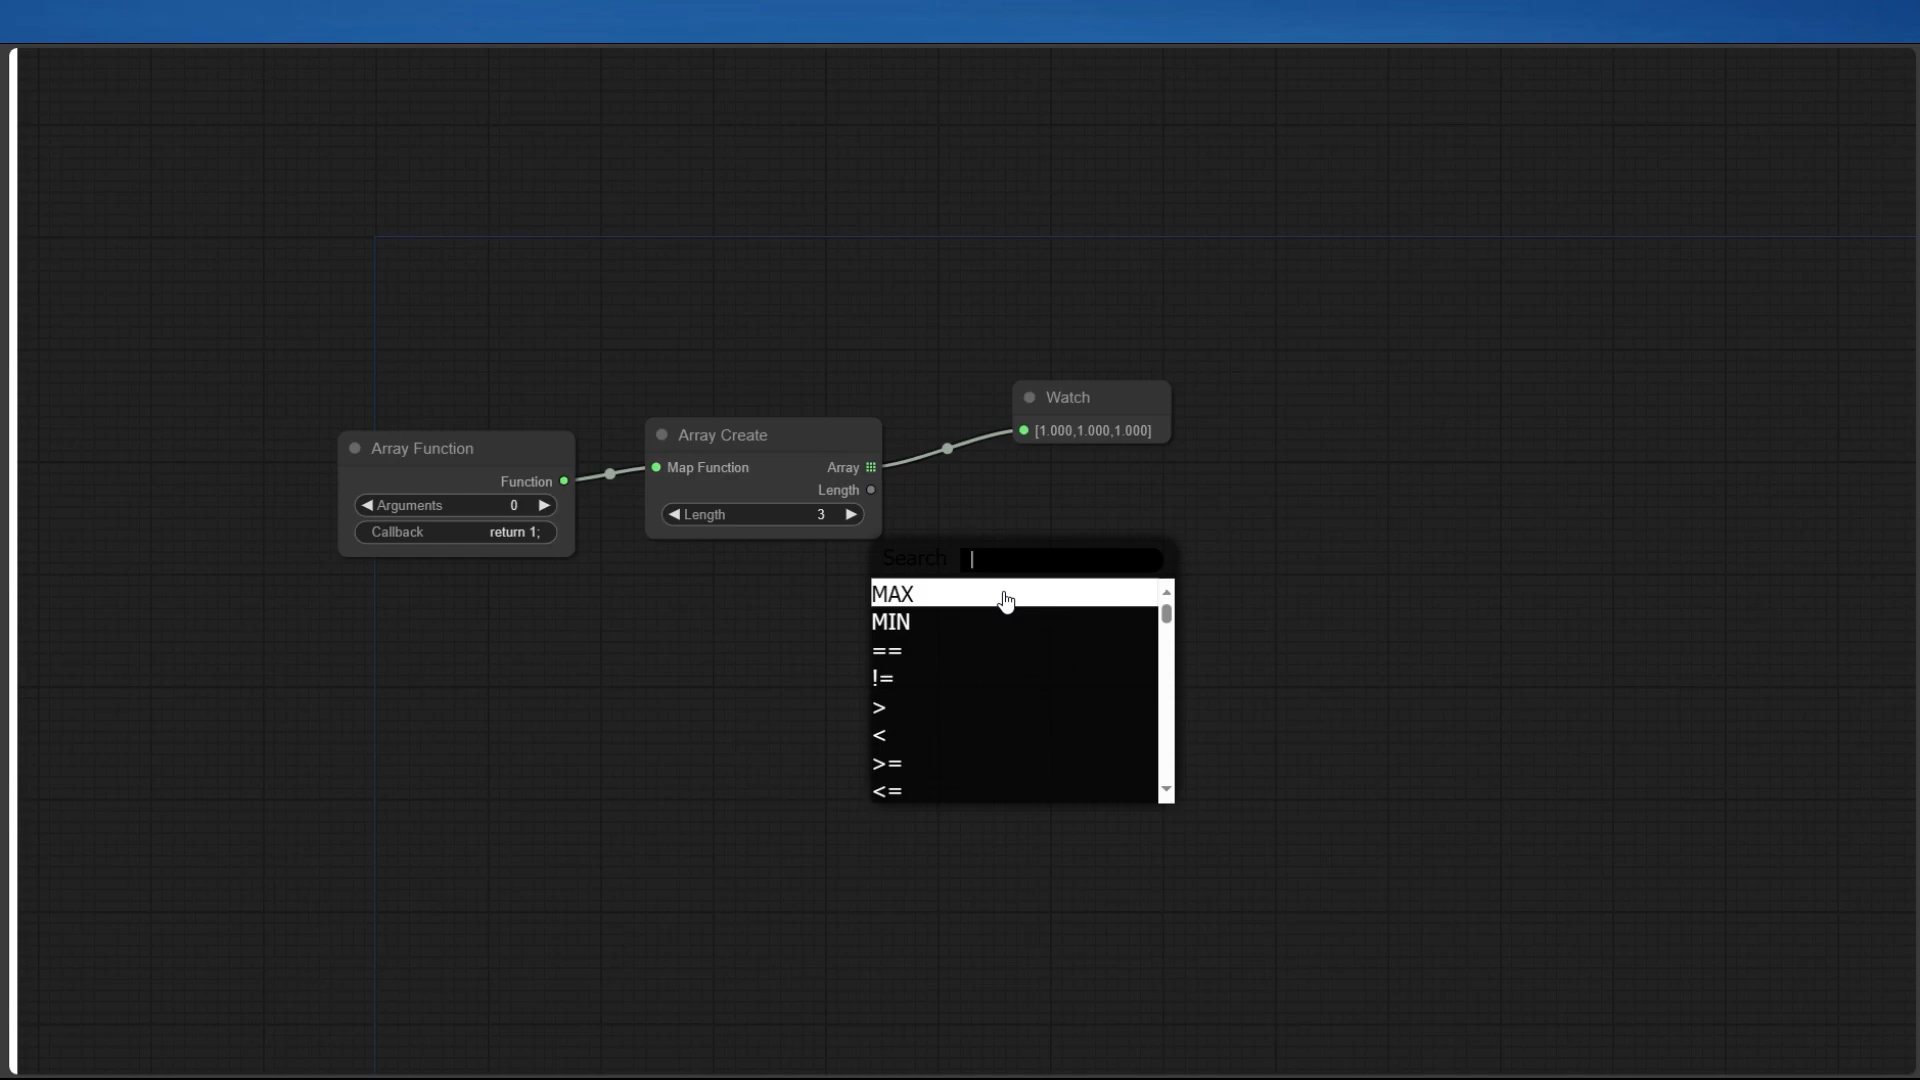 Watch
[1.000,1.000,1.000]
Array Create
Map Function Array
Length
Length 3
Array Function
Function
Arguments 0
Callback return 1;
Search
MAX
MIN
==
!=
>
<
>=
<=